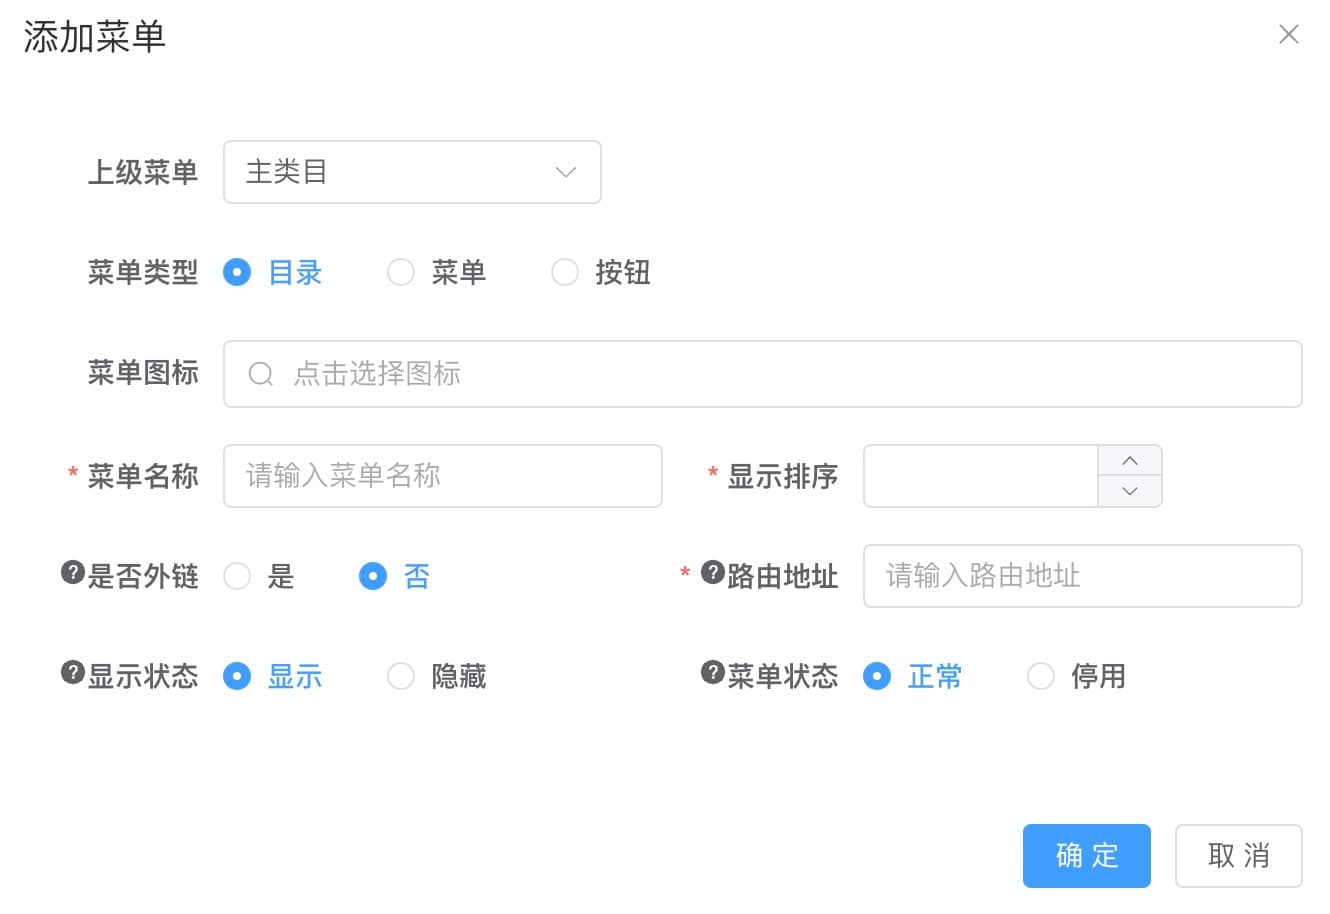 添加菜单
上级菜单 主类目
菜单类型 目录 菜单 按钮
菜单图标 点击选择图标
* 菜单名称 请输入菜单名称 * 显示排序
?是否外链 是 否 * ?路由地址 请输入路由地址
?显示状态 显示 隐藏 ?菜单状态 正常 停用
确 定 取 消